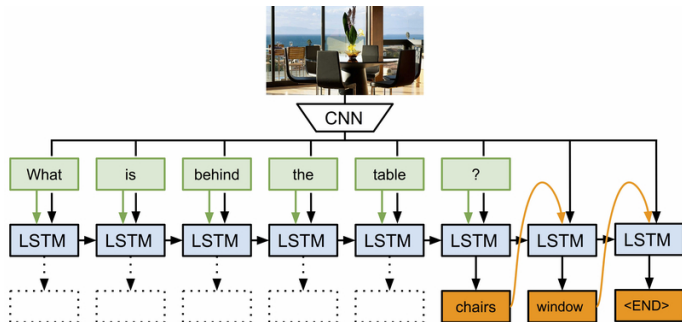 CNN
What is behind the table ?
LSTM LSTM LSTM LSTM LSTM LSTM LSTM LSTM
chairs window <END>